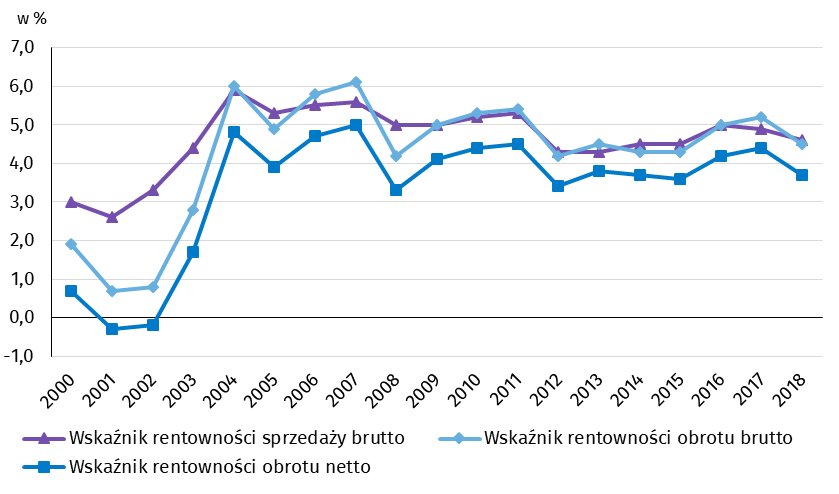 w %
7,0
6,0
5,0
4,0
3,0
2,0
1,0
0,0
-1,0
2000 2001 2002 2003 2004 2005 2006 2007 2008 2009 2010 2011 2012 2013 2014 2015 2016 2017 2018
Wskaźnik rentowności sprzedaży brutto Wskaźnik rentowności obrotu brutto
Wskaźnik rentowności obrotu netto